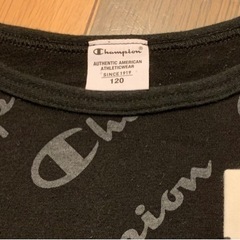 Champion
AUTHENTIC AMERICAN
ATHLETICWEAR
SINCE 1919
120
Champion